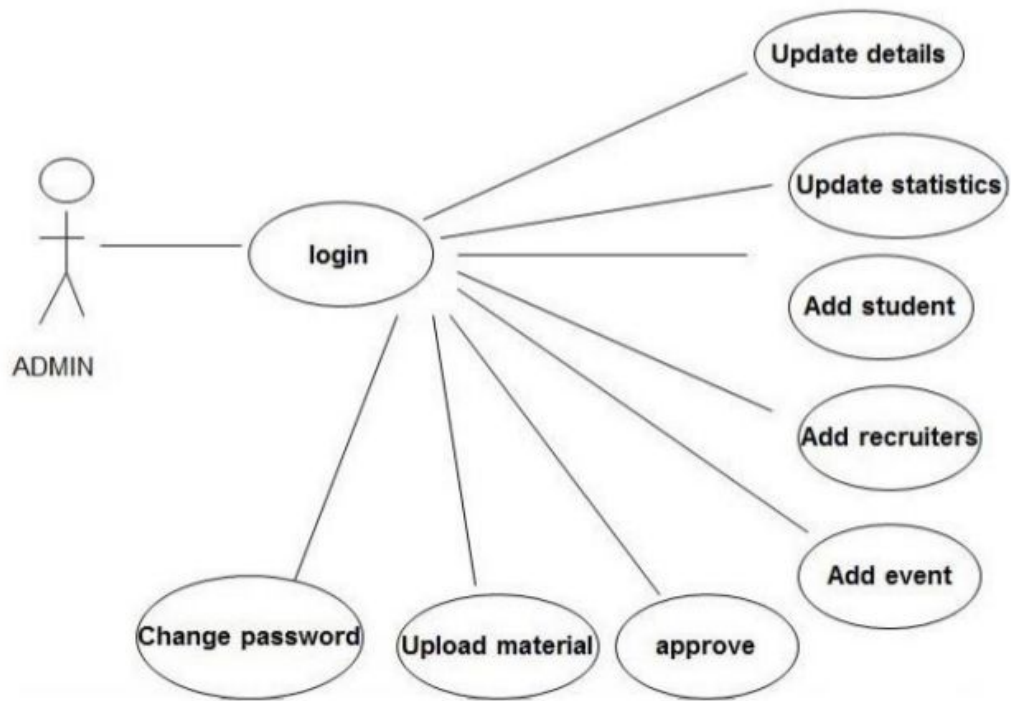 Update details
Update statistics
login
Add student
ADMIN
Add recruiters
Add event
Change password
Upload material
approve